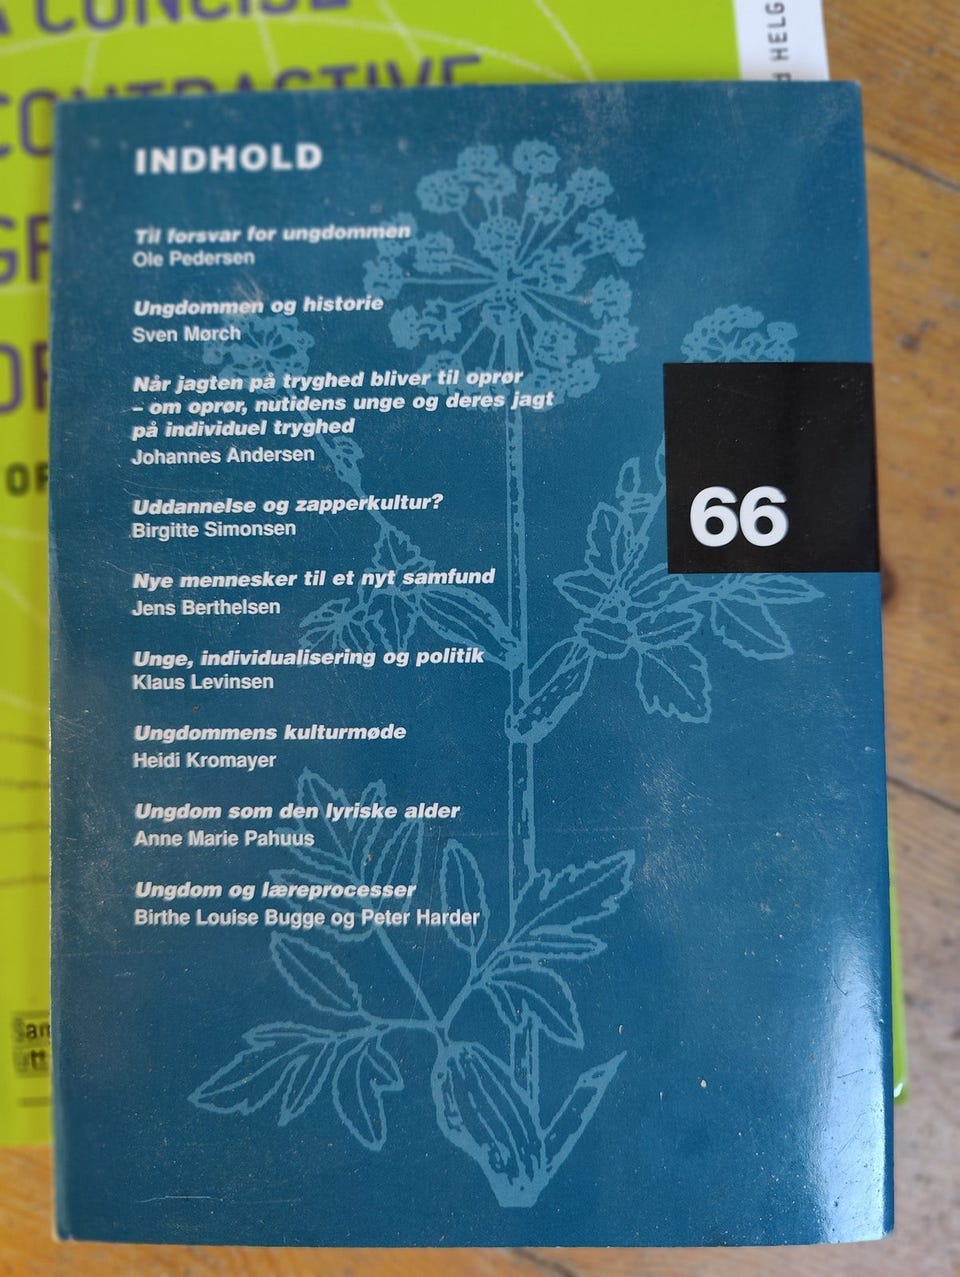 A CONCISE
CONTRASTIVE
HELG
INDHOLD
Til forsvar for ungdommen
Ole Pedersen
Ungdommen og historie
Sven Mørch
Når jagten på tryghed bliver til oprør
– om oprør, nutidens unge og deres jagt
på individuel tryghed
Johannes Andersen
Uddannelse og zapperkultur?
Birgitte Simonsen
Nye mennesker til et nyt samfund
Jens Berthelsen
Unge, individualisering og politik
Klaus Levinsen
Ungdommens kulturmøde
Heidi Kromayer
Ungdom som den lyriske alder
Anne Marie Pahuus
Ungdom og læreprocesser
Birthe Louise Bugge og Peter Harder
66